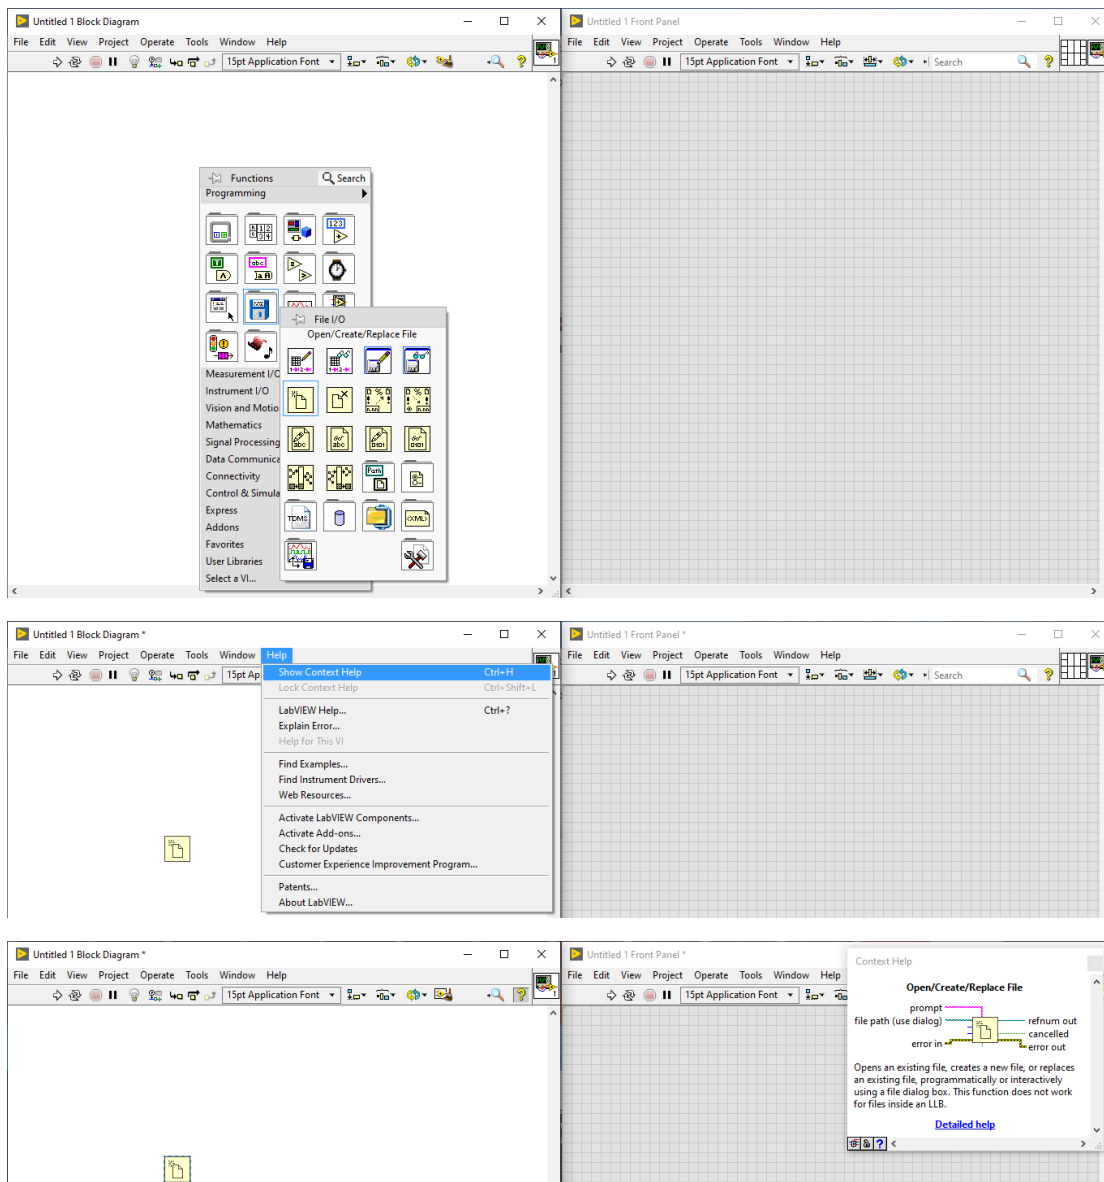 Untitled 1 Block Diagram
File Edit View Project Operate Tools Window Help
15pt Application Font
1
Untitled 1 Front Panel
File Edit View Project Operate Tools Window Help
15pt Application Font
Search
Functions
Search
Programming
File I/O
Open/Create/Replace File
Measurement I/O
Instrument I/O
Vision and Motio
Mathematics
Signal Processing
Data Communica
Connectivity
Control & Simula
Express
Addons
Favorites
User Libraries
Select a VI...
Path
TDMS
<XML>
Untitled 1 Block Diagram *
File Edit View Project Operate Tools Window Help
15pt Ap
Show Context Help Ctrl+H
Lock Context Help Ctrl+Shift+L
LabVIEW Help... Ctrl+?
Explain Error...
Help for This VI
Find Examples...
Find Instrument Drivers...
Web Resources...
Activate LabVIEW Components...
Activate Add-ons...
Check for Updates
Customer Experience Improvement Program...
Patents...
About LabVIEW...
Untitled 1 Front Panel *
File Edit View Project Operate Tools Window Help
15pt Application Font
Search
Untitled 1 Block Diagram *
File Edit View Project Operate Tools Window Help
15pt Application Font
1
Untitled 1 Front Panel *
File Edit View Project Operate Tools Window Help
15pt Application Font
Context Help
Open/Create/Replace File
prompt
file path (use dialog)
error in
refnum out
cancelled
error out
Opens an existing file, creates a new file, or replaces
an existing file, programmatically or interactively
using a file dialog box. This function does not work
for files inside an LLB.
Detailed help